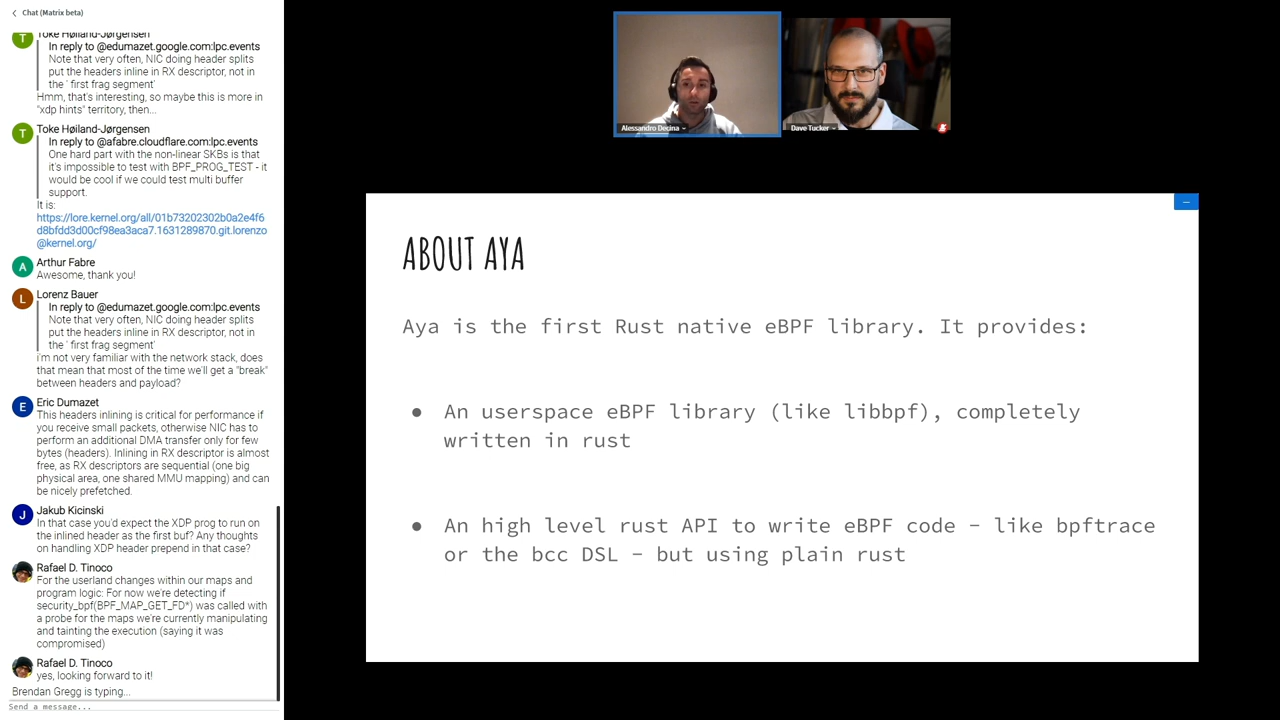 Chat (Matrix beta)
T
Toke Høiland-Jørgensen
In reply to @edumazet.google.com:lpc.events
Note that very often, NIC doing header splits
put the headers inline in RX descriptor, not in
the ' first frag segment'
Hmm, that's interesting, so maybe this is more in
"xdp hints" territory, then...
T
Toke Høiland-Jørgensen
In reply to @afabre.cloudflare.com:lpc.events
One hard part with the non-linear SKBs is that
it's impossible to test with BPF_PROG_TEST - it
would be cool if we could test multi buffer
support.
It is:
https://lore.kernel.org/all/01b73202302b0a2e4f6
d8bfdd3d00cf98ea3aca7.1631289870.git.lorenzo
@kernel.org/
A
Arthur Fabre
Awesome, thank you!
L
Lorenz Bauer
In reply to @edumazet.google.com:lpc.events
Note that very often, NIC doing header splits
put the headers inline in RX descriptor, not in
the ' first frag segment'
i'm not very familiar with the network stack, does
that mean that most of the time we'll get a "break"
between headers and payload?
E
Eric Dumazet
This headers inlining is critical for performance if
you receive small packets, otherwise NIC has to
perform an additional DMA transfer only for few
bytes (headers). Inlining in RX descriptor is almost
free, as RX descriptors are sequential (one big
physical area, one shared MMU mapping) and can
be nicely prefetched.
J
Jakub Kicinski
In that case you'd expect the XDP prog to run on
the inlined header as the first buf? Any thoughts
on handling XDP header prepend in that case?
Rafael D. Tinoco
For the userland changes within our maps and
program logic: For now we're detecting if
security_bpf(BPF_MAP_GET_FD*) was called with
a probe for the maps we're currently manipulating
and tainting the execution (saying it was
compromised)
Rafael D. Tinoco
yes, looking forward to it!
Brendan Gregg is typing...
Send a message...
Alessandro Decina
Dave Tucker
ABOUT AYA
Aya is the first Rust native eBPF library. It provides:
● An userspace eBPF library (like libbpf), completely
written in rust
● An high level rust API to write eBPF code - like bpftrace
or the bcc DSL - but using plain rust